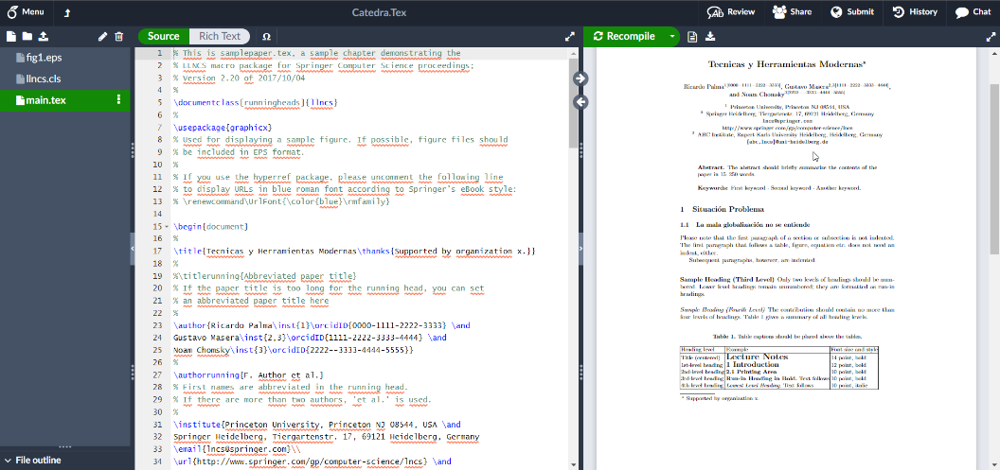 Menu
Catedra.Tex
Review
Share
Submit
History
Chat
Source
Rich Text
Ω
Recompile
fig1.eps
llncs.cls
main.tex
File outline
1 % This is samplepaper.tex, a sample chapter demonstrating the
2 % LLNCS macro package for Springer Computer Science proceedings;
3 % Version 2.20 of 2017/10/04
4 %
5 \documentclass[runningheads]{llncs}
6 %
7 \usepackage{graphicx}
8 % Used for displaying a sample figure. If possible, figure files should
9 % be included in EPS format.
10 %
11 % If you use the hyperref package, please uncomment the following line
12 % to display URLs in blue roman font according to Springer's eBook style:
13 % \renewcommand\UrlFont{\color{blue}\rmfamily}
14
15 \begin{document}
16 %
17 \title{Tecnicas y Herramientas Modernas\thanks{Supported by organization x.}}
18 %
19 %\titlerunning{Abbreviated paper title}
20 % If the paper title is too long for the running head, you can set
21 % an abbreviated paper title here
22 %
23 \author{Ricardo Palma\inst{1}\orcidID{0000-1111-2222-3333} \and
24 Gustavo Masera\inst{2,3}\orcidID{1111-2222-3333-4444} \and
25 Noam Chomsky\inst{3}\orcidID{2222--3333-4444-5555}}
26 %
27 \authorrunning{F. Author et al.}
28 % First names are abbreviated in the running head.
29 % If there are more than two authors, 'et al.' is used.
30 %
31 \institute{Princeton University, Princeton NJ 08544, USA \and
32 Springer Heidelberg, Tiergartenstr. 17, 69121 Heidelberg, Germany
33 \email{lncs@springer.com}\\
34 \url{http://www.springer.com/gp/computer-science/lncs} \and
Tecnicas y Herramientas Modernas*
Ricardo Palma1[0000−1111−2222−3333], Gustavo Masera2,3[1111−2222−3333−4444],
and Noam Chomsky3[2222−−3333−4444−5555]
1 Princeton University, Princeton NJ 08544, USA
2 Springer Heidelberg, Tiergartenstr. 17, 69121 Heidelberg, Germany
lncs@springer.com
http://www.springer.com/gp/computer-science/lncs
3 ABC Institute, Rupert-Karls-University Heidelberg, Heidelberg, Germany
{abc,lncs}@uni-heidelberg.de
Abstract. The abstract should briefly summarize the contents of the
paper in 15–250 words.
Keywords: First keyword · Second keyword · Another keyword.
1 Situación Problema
1.1 La mala globalización no se entiende
Please note that the first paragraph of a section or subsection is not indented.
The first paragraph that follows a table, figure, equation etc. does not need an
indent, either.
Subsequent paragraphs, however, are indented.
Sample Heading (Third Level) Only two levels of headings should be num-
bered. Lower level headings remain unnumbered; they are formatted as run-in
headings.
Sample Heading (Fourth Level) The contribution should contain no more than
four levels of headings. Table 1 gives a summary of all heading levels.
Table 1. Table captions should be placed above the tables.
Heading level Example Font size and style
Title (centered) Lecture Notes 14 point, bold
1st-level heading 1 Introduction 12 point, bold
2nd-level heading 2.1 Printing Area 10 point, bold
3rd-level heading Run-in Heading in Bold. Text follows 10 point, bold
4th-level heading Lowest Level Heading. Text follows 10 point, italic
* Supported by organization x.